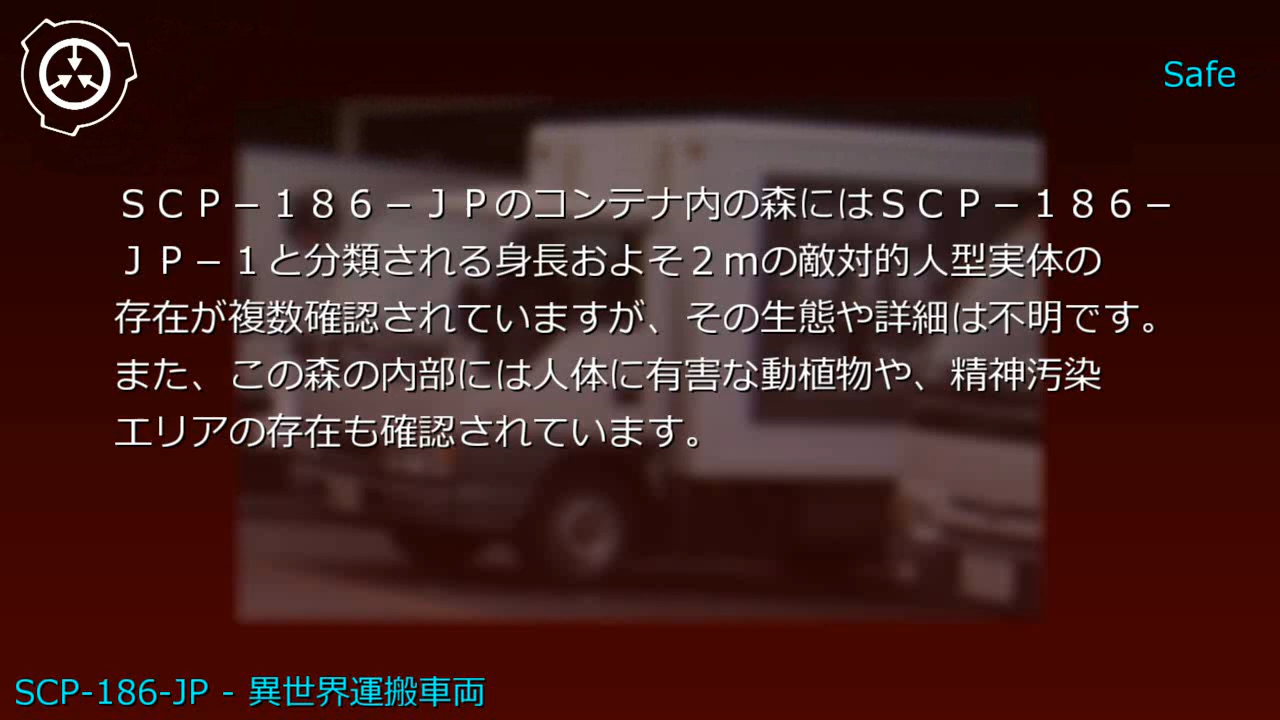 Safe
ＳＣＰ－１８６－ＪＰのコンテナ内の森にはＳＣＰ－１８６－
ＪＰ－１と分類される身長およそ２ｍの敵対的人型実体の
存在が複数確認されていますが、その生態や詳細は不明です。
また、この森の内部には人体に有害な動植物や、精神汚染
エリアの存在も確認されています。
SCP-186-JP - 異世界運搬車両